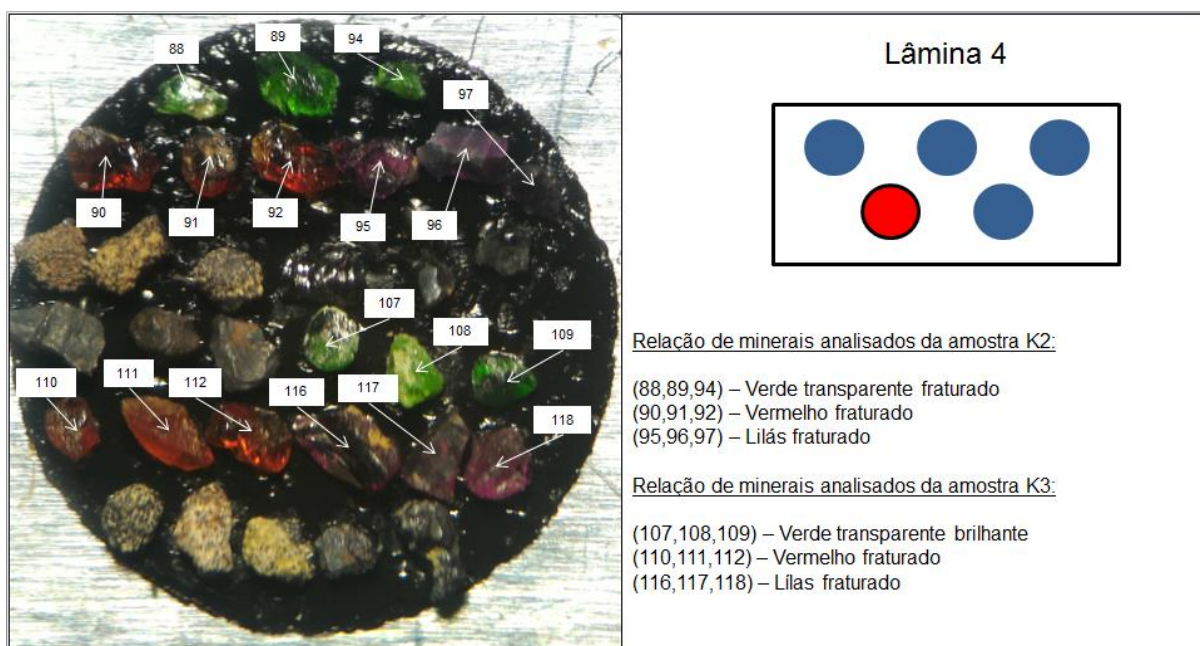 88
89
94
97
90
91
92
95
96
107
108
109
110
111
112
116
117
118
Lâmina 4
Relação de minerais analisados da amostra K2:
(88,89,94) – Verde transparente fraturado
(90,91,92) – Vermelho fraturado
(95,96,97) – Lilás fraturado
Relação de minerais analisados da amostra K3:
(107,108,109) – Verde transparente brilhante
(110,111,112) – Vermelho fraturado
(116,117,118) – Lílas fraturado